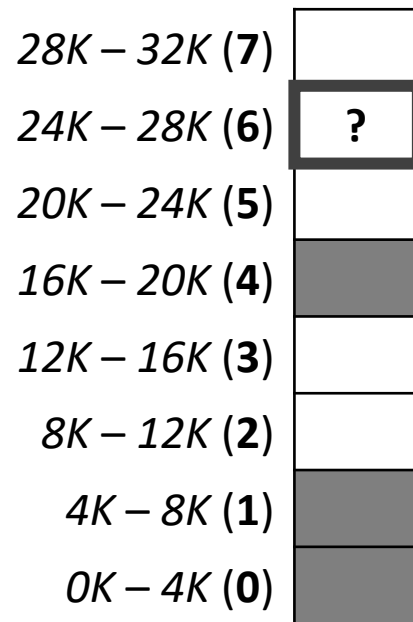 28K – 32K (7)
24K – 28K (6) ?
20K – 24K (5)
16K – 20K (4)
12K – 16K (3)
8K – 12K (2)
4K – 8K (1)
0K – 4K (0)